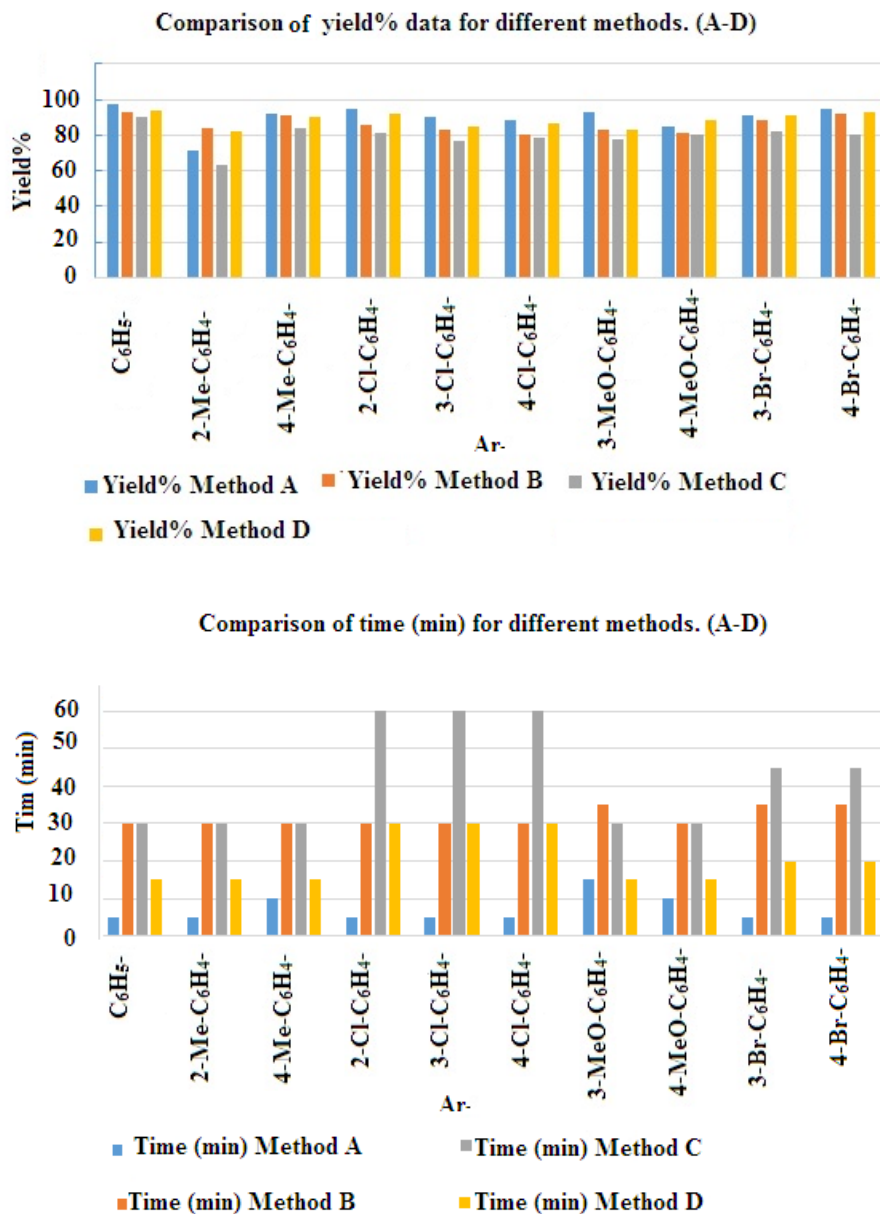 Comparison of yield% data for different methods. (A-D)
Yield%
100
80
60
40
20
0
C₆H₅-
2-Me-C₆H₄-
4-Me-C₆H₄-
2-Cl-C₆H₄-
3-Cl-C₆H₄-
4-Cl-C₆H₄-
3-MeO-C₆H₄-
4-MeO-C₆H₄-
3-Br-C₆H₄-
4-Br-C₆H₄-
Ar-
Yield% Method A
Yield% Method B
Yield% Method C
Yield% Method D
Comparison of time (min) for different methods. (A-D)
Tim (min)
60
50
40
30
20
10
0
C₆H₅-
2-Me-C₆H₄-
4-Me-C₆H₄-
2-Cl-C₆H₄-
3-Cl-C₆H₄-
4-Cl-C₆H₄-
3-MeO-C₆H₄-
4-MeO-C₆H₄-
3-Br-C₆H₄-
4-Br-C₆H₄-
Ar-
Time (min) Method A
Time (min) Method C
Time (min) Method B
Time (min) Method D